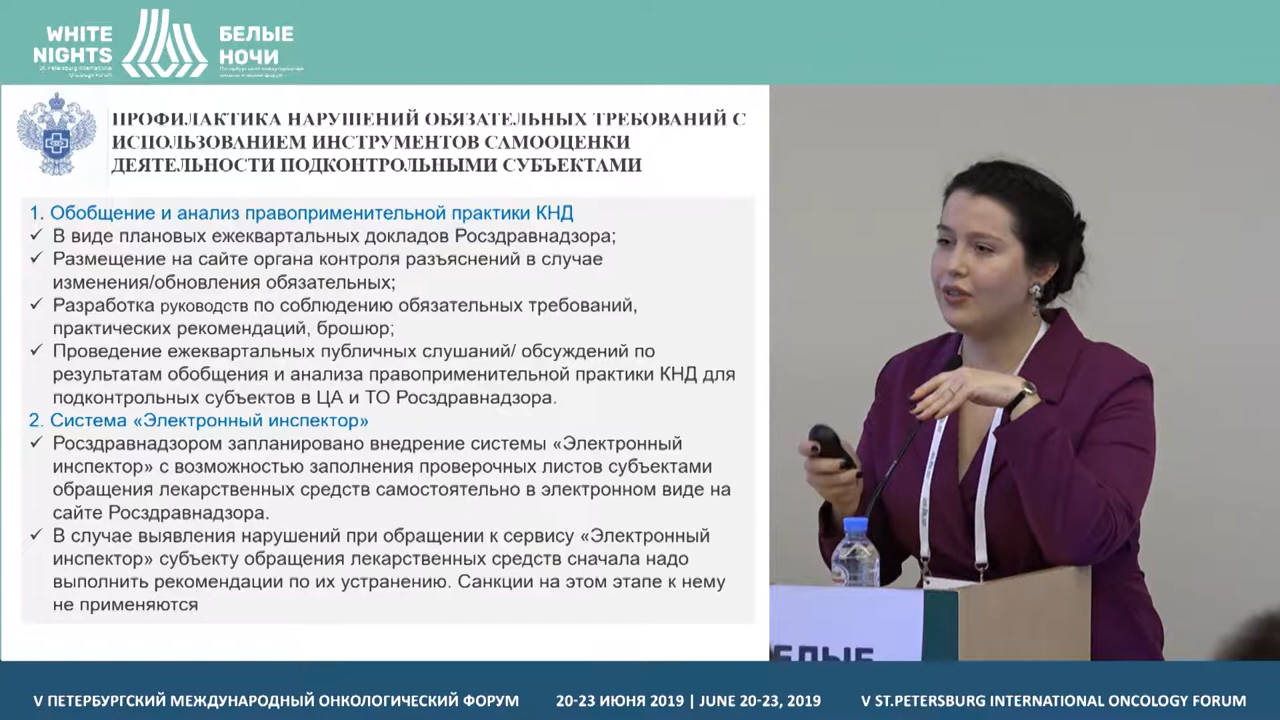 WHITE
NIGHTS
St. Petersburg International
Oncology Forum
БЕЛЫЕ
НОЧИ
ПРОФИЛАКТИКА НАРУШЕНИЙ ОБЯЗАТЕЛЬНЫХ ТРЕБОВАНИЙ С
ИСПОЛЬЗОВАНИЕМ ИНСТРУМЕНТОВ САМООЦЕНКИ
ДЕЯТЕЛЬНОСТИ ПОДКОНТРОЛЬНЫМИ СУБЪЕКТАМИ
1. Обобщение и анализ правоприменительной практики КНД
✓ В виде плановых ежеквартальных докладов Росздравнадзора;
✓ Размещение на сайте органа контроля разъяснений в случае
изменения/обновления обязательных;
✓ Разработка руководств по соблюдению обязательных требований,
практических рекомендаций, брошюр;
✓ Проведение ежеквартальных публичных слушаний/ обсуждений по
результатам обобщения и анализа правоприменительной практики КНД для
подконтрольных субъектов в ЦА и ТО Росздравнадзора.
2. Система «Электронный инспектор»
✓ Росздравнадзором запланировано внедрение системы «Электронный
инспектор» с возможностью заполнения проверочных листов субъектами
обращения лекарственных средств самостоятельно в электронном виде на
сайте Росздравнадзора.
✓ В случае выявления нарушений при обращении к сервису «Электронный
инспектор» субъекту обращения лекарственных средств сначала надо
выполнить рекомендации по их устранению. Санкции на этом этапе к нему
не применяются
БЕЛЫЕ
V ПЕТЕРБУРГСКИЙ МЕЖДУНАРОДНЫЙ ОНКОЛОГИЧЕСКИЙ ФОРУМ 20-23 ИЮНЯ 2019 | JUNE 20-23, 2019 V ST.PETERSBURG INTERNATIONAL ONCOLOGY FORUM